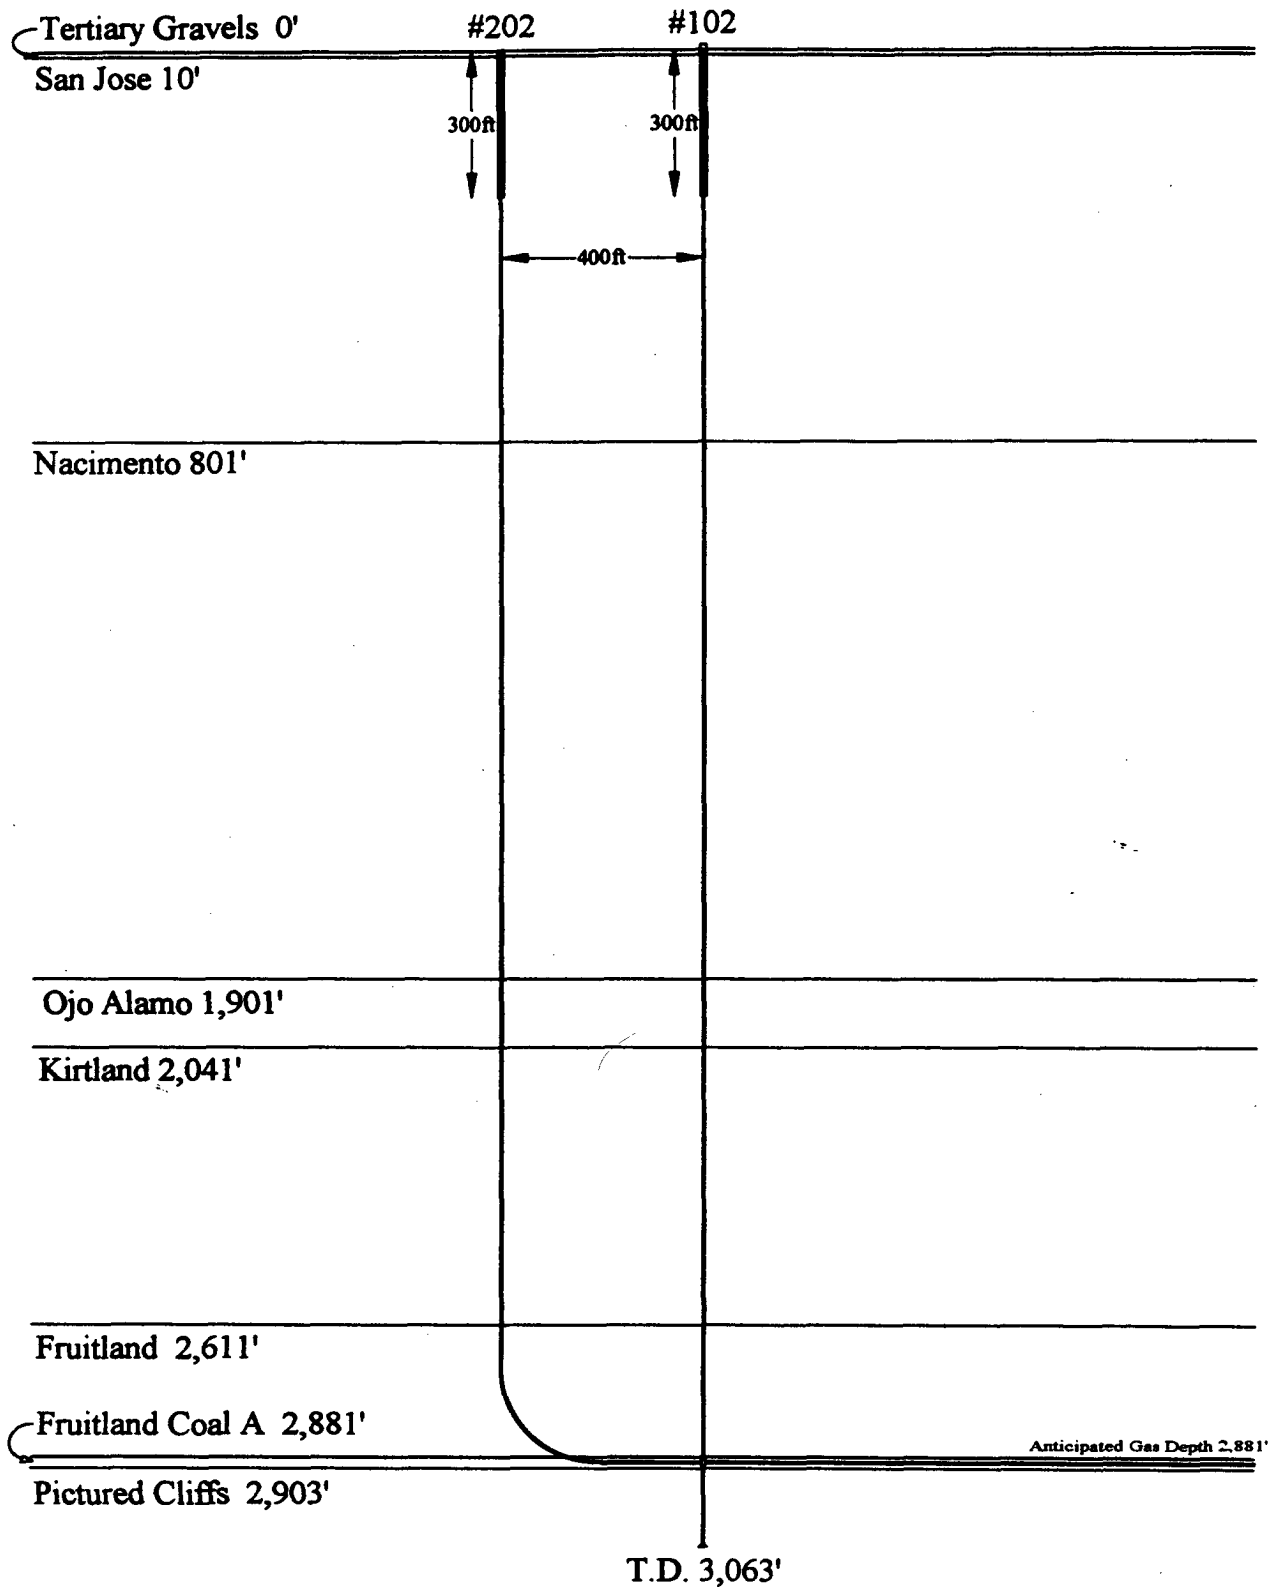 Tertiary Gravels 0'
#202
#102
San Jose 10'
300ft
300ft
400ft
Nacimento 801'
Ojo Alamo 1,901'
Kirtland 2,041'
Fruitland 2,611'
Fruitland Coal A 2,881'
Anticipated Gas Depth 2,881'
Pictured Cliffs 2,903'
T.D. 3,063'